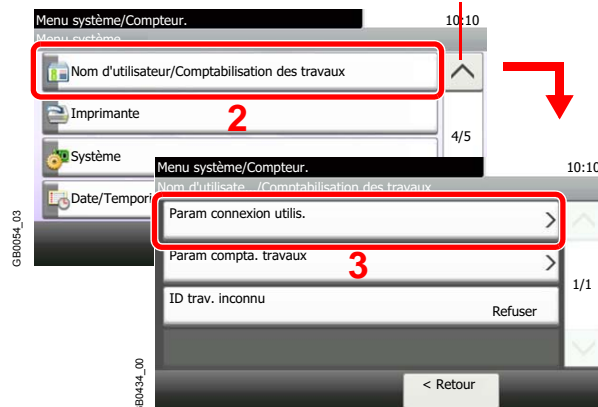 Menu système/Compteur.
10:10
Menu système
Nom d'utilisateur/Comptabilisation des travaux
Imprimante
2
4/5
Système
Date/Tempori
GB0054_03
Menu système/Compteur.
10:10
Nom d'utilisate.../Comptabilisation des travaux
Param connexion utilis.
Param compta. travaux
3
1/1
ID trav. inconnu
Refuser
< Retour
GB0434_00